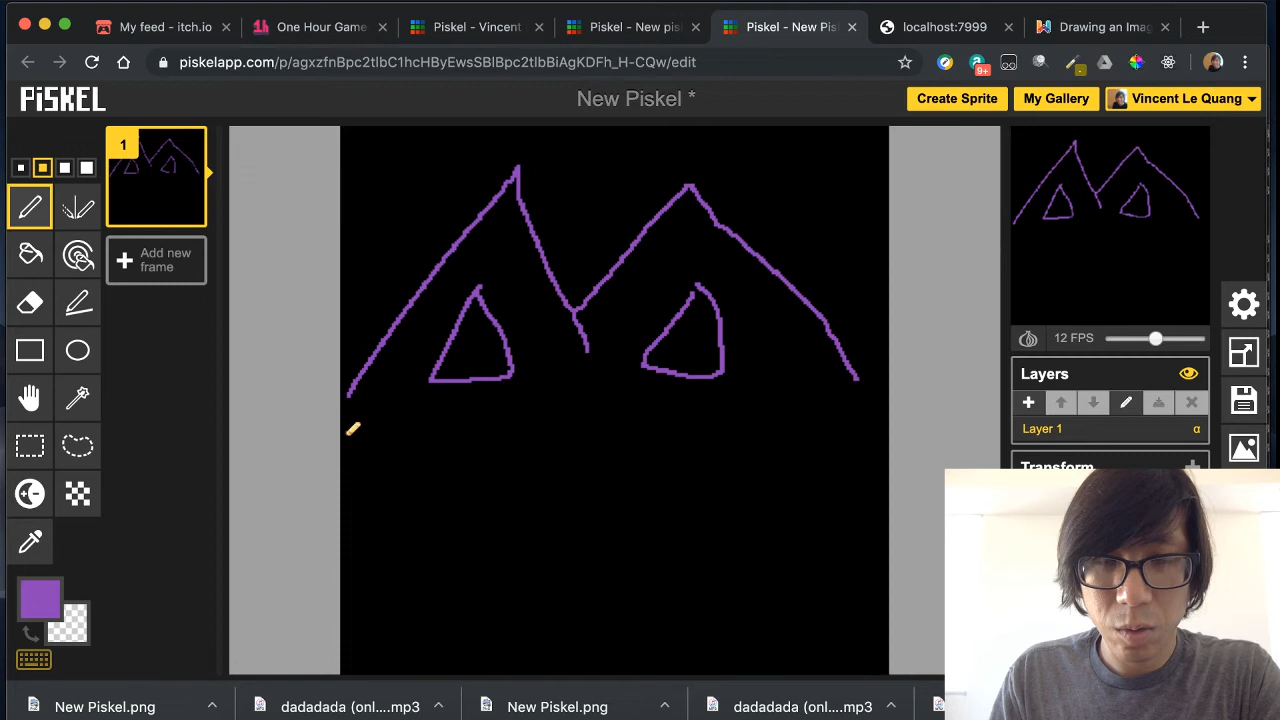 My feed - itch.io
One Hour Game
Piskel - Vincent
Piskel - New pis
Piskel - New Pis
localhost:7999
Drawing an Imag
piskelapp.com/p/agxzfnBpc2tlbC1hcHByEwsSBlBpc2tlbBiAgKDFh_H-CQw/edit
9+
PiSKEL
New Piskel *
Create Sprite
My Gallery
Vincent Le Quang
1
Add new
frame
12 FPS
Layers
Layer 1
α
Transform
New Piskel.png
dadadada (onl....mp3
New Piskel.png
dadadada (onl....mp3